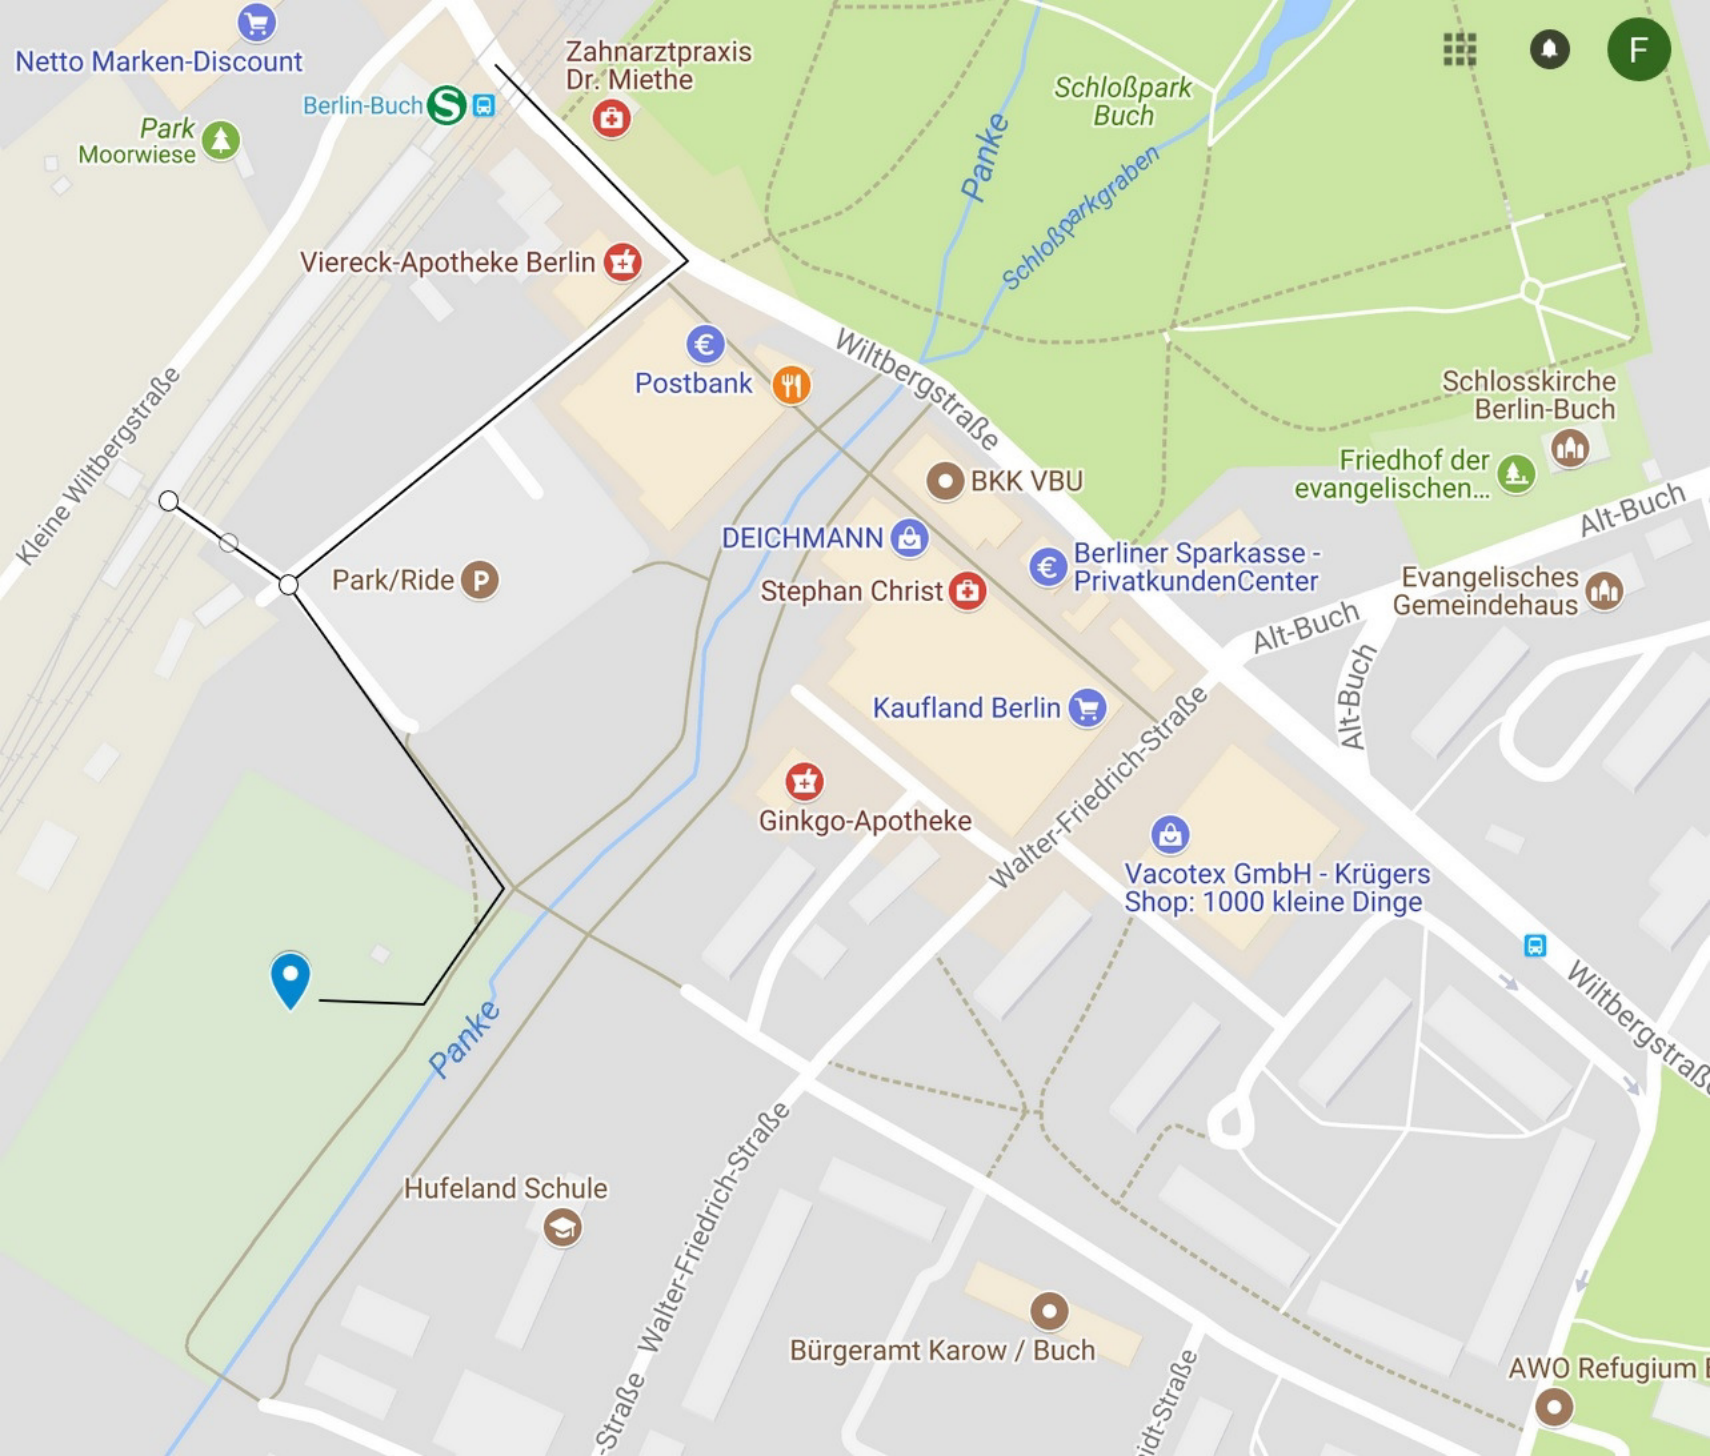 Netto Marken-Discount
Zahnarztpraxis
Dr. Miethe
F
Berlin-Buch
S
Park
Moorwiese
Schloßpark
Buch
Panke
Schloßparkgraben
Viereck-Apotheke Berlin
€
Postbank
Wiltbergstraße
Kleine Wiltbergstraße
Schlosskirche
Berlin-Buch
Friedhof der
evangelischen...
Alt-Buch
BKK VBU
DEICHMANN
€
Berliner Sparkasse -
PrivatkundenCenter
Park/Ride
P
Stephan Christ
Evangelisches
Gemeindehaus
Alt-Buch
Alt-Buch
Kaufland Berlin
Walter-Friedrich-Straße
Ginkgo-Apotheke
Vacotex GmbH - Krügers
Shop: 1000 kleine Dinge
Wiltbergstraße
Panke
Hufeland Schule
Walter-Friedrich-Straße
Bürgeramt Karow / Buch
-Straße
idt-Straße
AWO Refugium